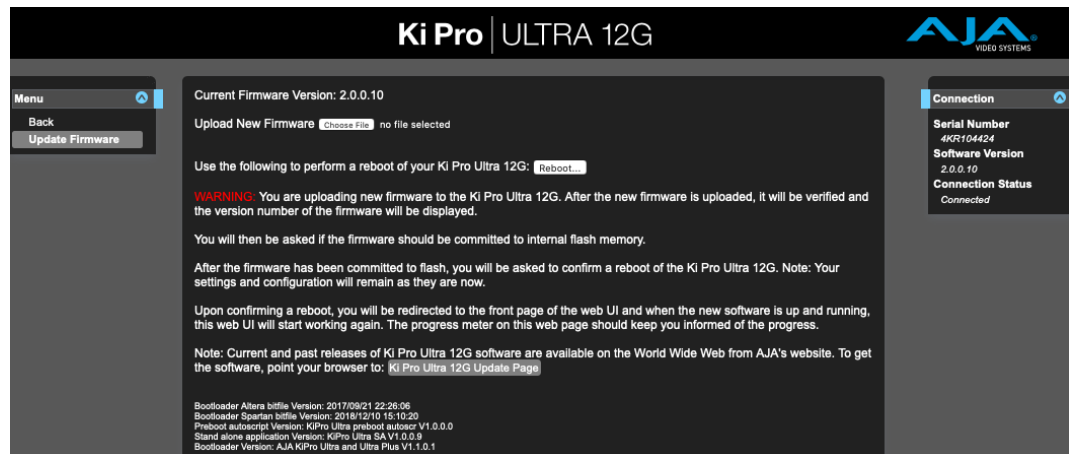 Ki Pro ULTRA 12G
AJA
VIDEO SYSTEMS
Menu
Back
Update Firmware
Current Firmware Version: 2.0.0.10
Upload New Firmware Choose File no file selected
Use the following to perform a reboot of your Ki Pro Ultra 12G: Reboot...
WARNING: You are uploading new firmware to the Ki Pro Ultra 12G. After the new firmware is uploaded, it will be verified and
the version number of the firmware will be displayed.
You will then be asked if the firmware should be committed to internal flash memory.
After the firmware has been committed to flash, you will be asked to confirm a reboot of the Ki Pro Ultra 12G. Note: Your
settings and configuration will remain as they are now.
Upon confirming a reboot, you will be redirected to the front page of the web UI and when the new software is up and running,
this web UI will start working again. The progress meter on this web page should keep you informed of the progress.
Note: Current and past releases of Ki Pro Ultra 12G software are available on the World Wide Web from AJA's website. To get
the software, point your browser to: Ki Pro Ultra 12G Update Page
Bootloader Altera bitfile Version: 2017/09/21 22:26:06
Bootloader Spartan bitfile Version: 2018/12/10 15:10:20
Preboot autoscript Version: KiPro Ultra preboot autoscr V1.0.0.0
Stand alone application Version: KiPro Ultra SA V1.0.0.9
Bootloader Version: AJA KiPro Ultra and Ultra Plus V1.1.0.1
Connection
Serial Number
4KR104424
Software Version
2.0.0.10
Connection Status
Connected